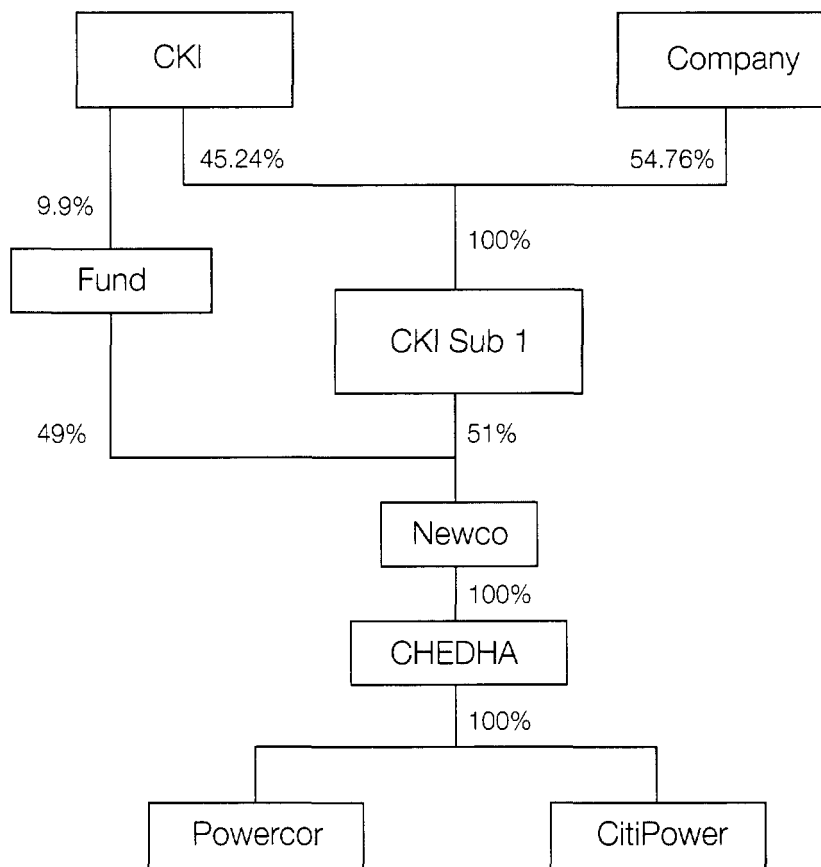 CKI Company
45.24% 54.76%
9.9%
100%
Fund
CKI Sub 1
49% 51%
Newco
100%
CHEDHA
100%
Powercor CitiPower